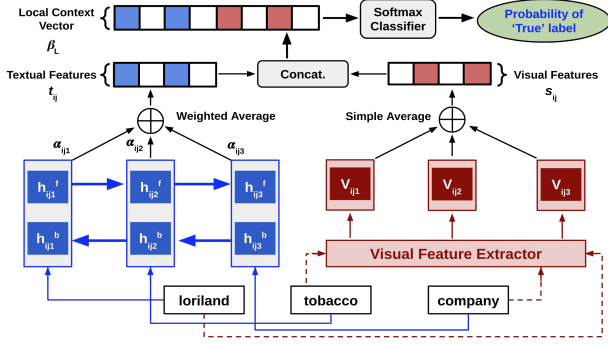 Local Context
Vector
β_L
Softmax
Classifier
Probability of
‘True’ label
Textual Features
t_ij
Concat.
Visual Features
s_ij
Weighted Average
Simple Average
α_ij1
α_ij2
α_ij3
h_ij1^f
h_ij2^f
h_ij3^f
V_ij1
V_ij2
V_ij3
h_ij1^b
h_ij2^b
h_ij3^b
Visual Feature Extractor
loriland
tobacco
company